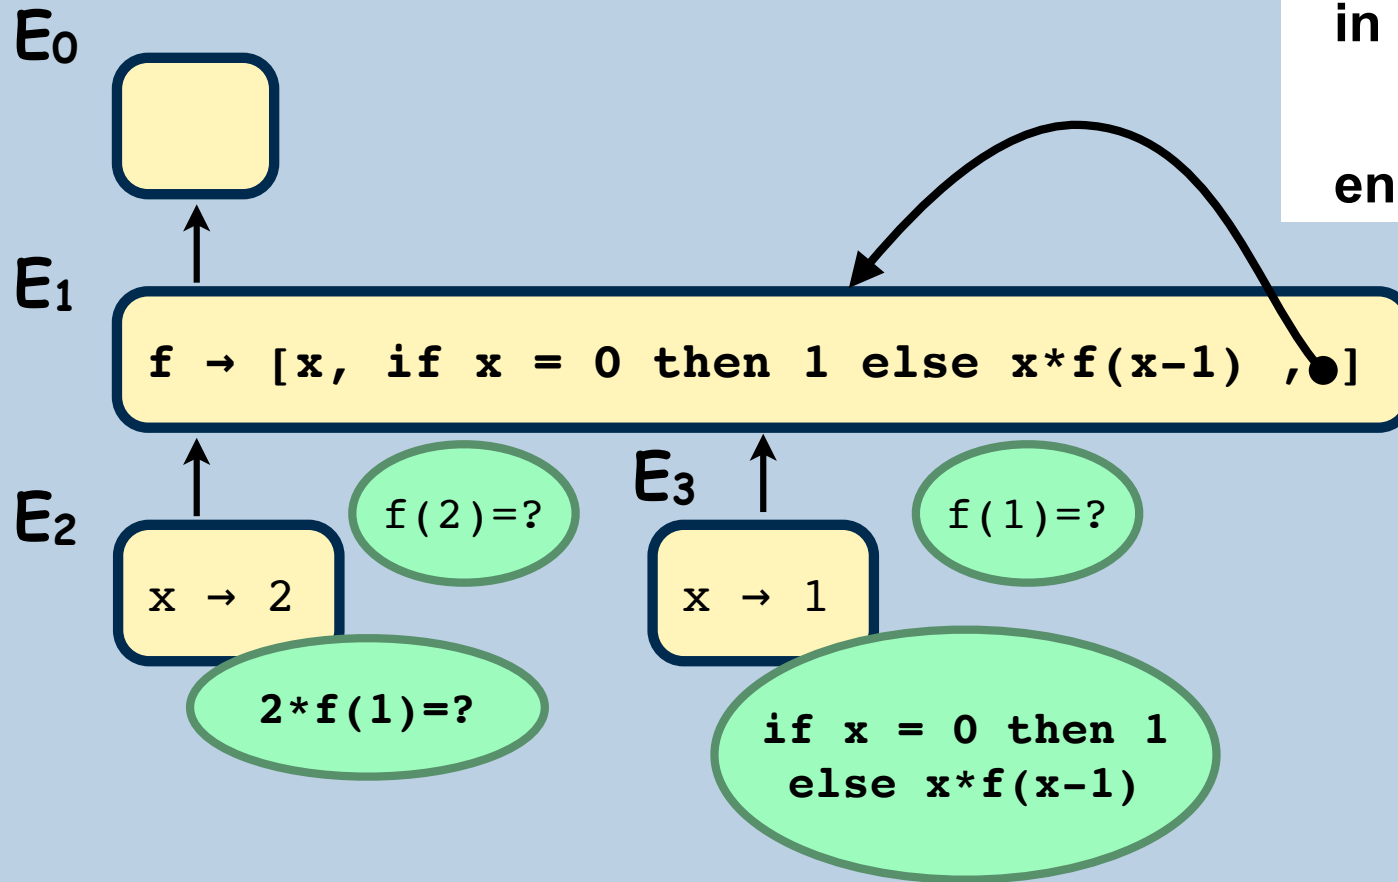 in
en
E0
E1
f → [x, if x = 0 then 1 else x*f(x-1) , ]
E2
f(2)=?
E3
f(1)=?
x → 2
x → 1
2*f(1)=?
if x = 0 then 1
else x*f(x-1)